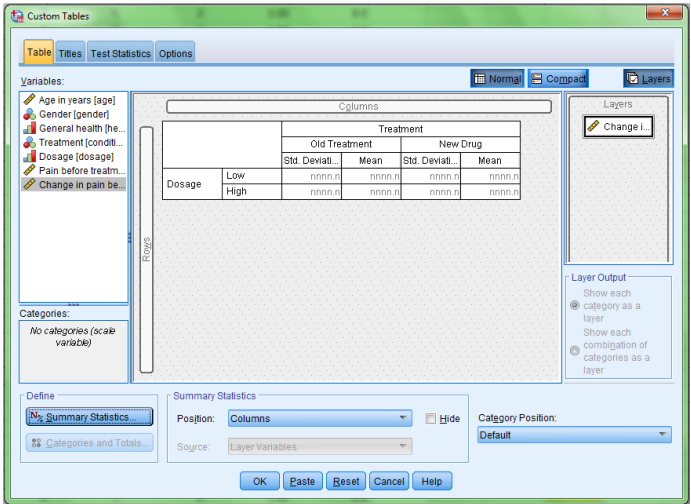 Custom Tables
Table Titles Test Statistics Options
Variables:
Normal Compact Layers
Age in years [age]
Gender [gender]
General health [he...
Treatment [conditi...
Dosage [dosage]
Pain before treatm...
Change in pain be...
Columns
Rows
Treatment
Old Treatment New Drug
Std. Deviati... Mean Std. Deviati... Mean
Dosage
Low nnnn.n nnnn.n nnnn.n nnnn.n
High nnnn.n nnnn.n nnnn.n nnnn.n
Layers
Change i...
Layer Output
Show each category as a layer
Show each combination of categories as a layer
Categories:
No categories (scale
variable)
Define
Summary Statistics...
Categories and Totals...
Summary Statistics
Position: Columns Hide
Source: Layer Variables
Category Position:
Default
OK Paste Reset Cancel Help